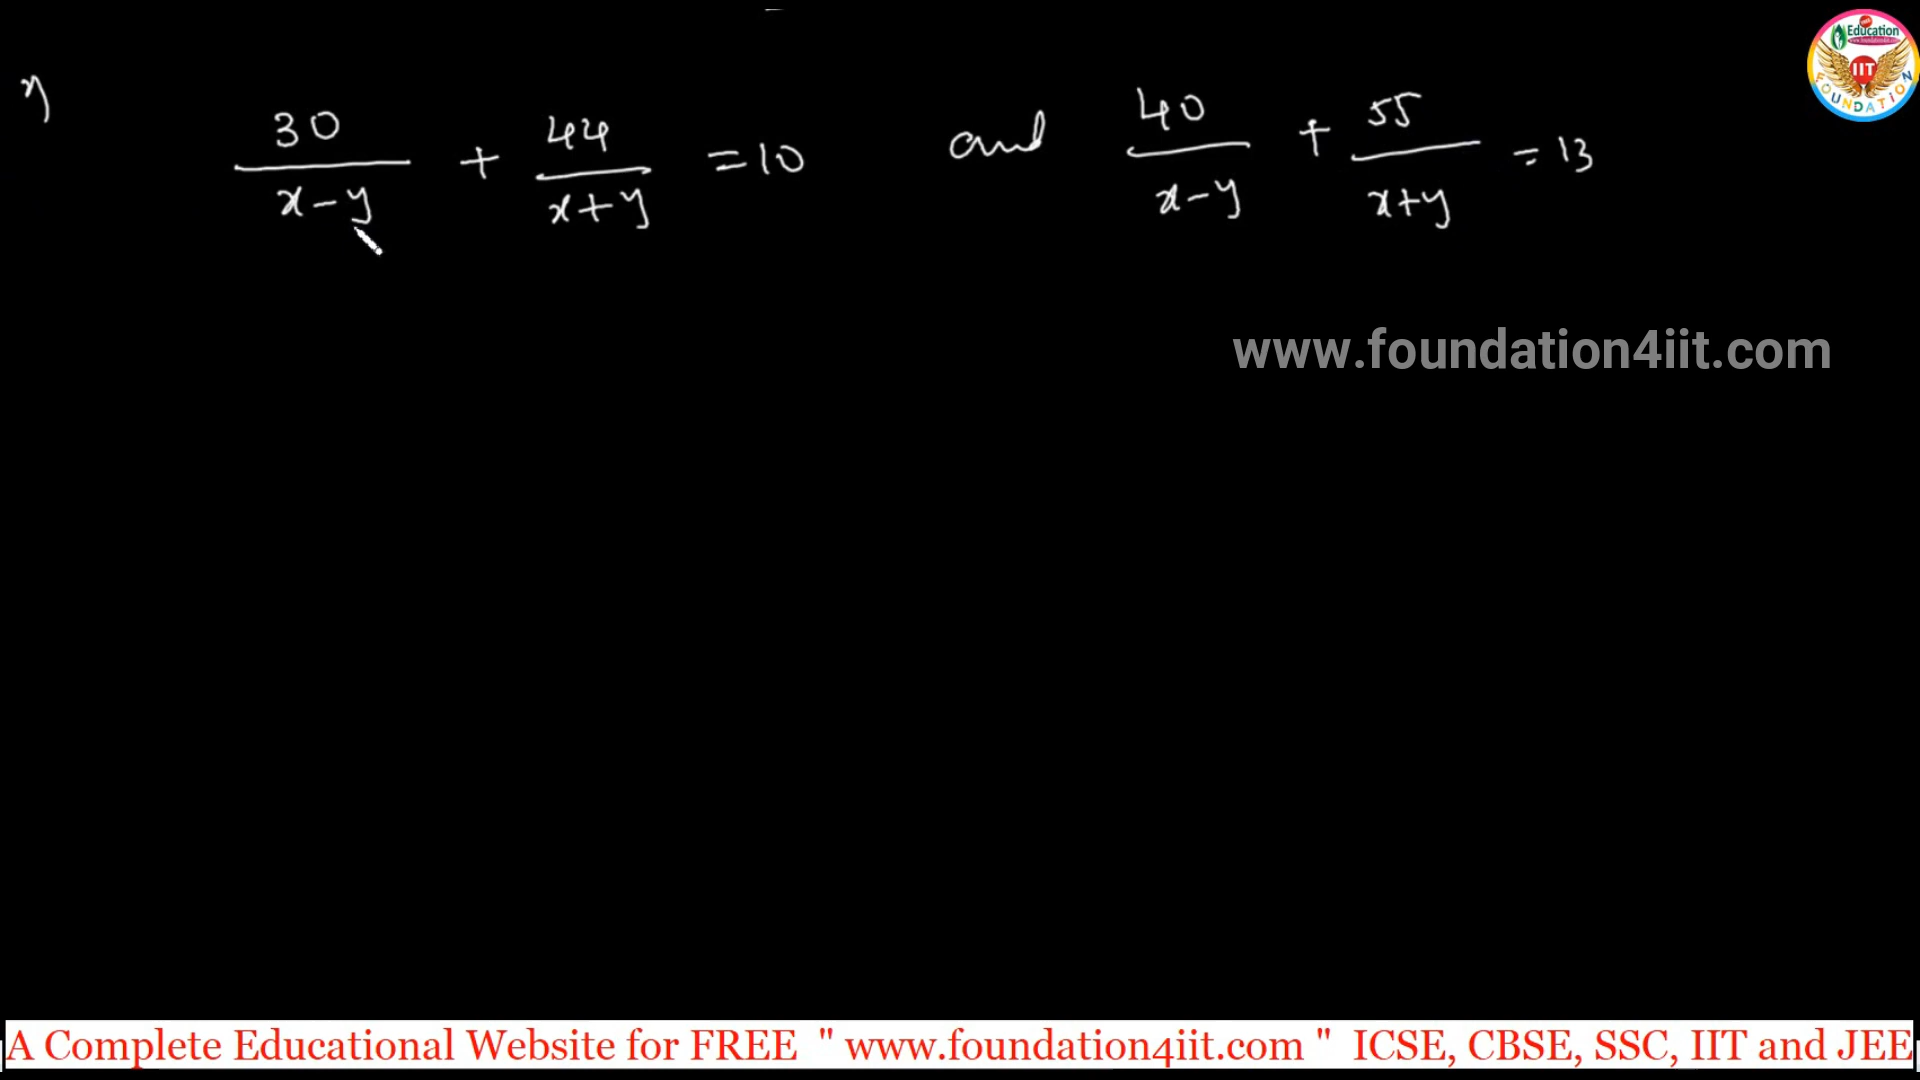 Education
IIT
FOUNDATION
30/(x-y) + 44/(x+y) = 10 and 40/(x-y) + 55/(x+y) = 13
www.foundation4iit.com
A Complete Educational Website for FREE " www.foundation4iit.com " ICSE, CBSE, SSC, IIT and JEE